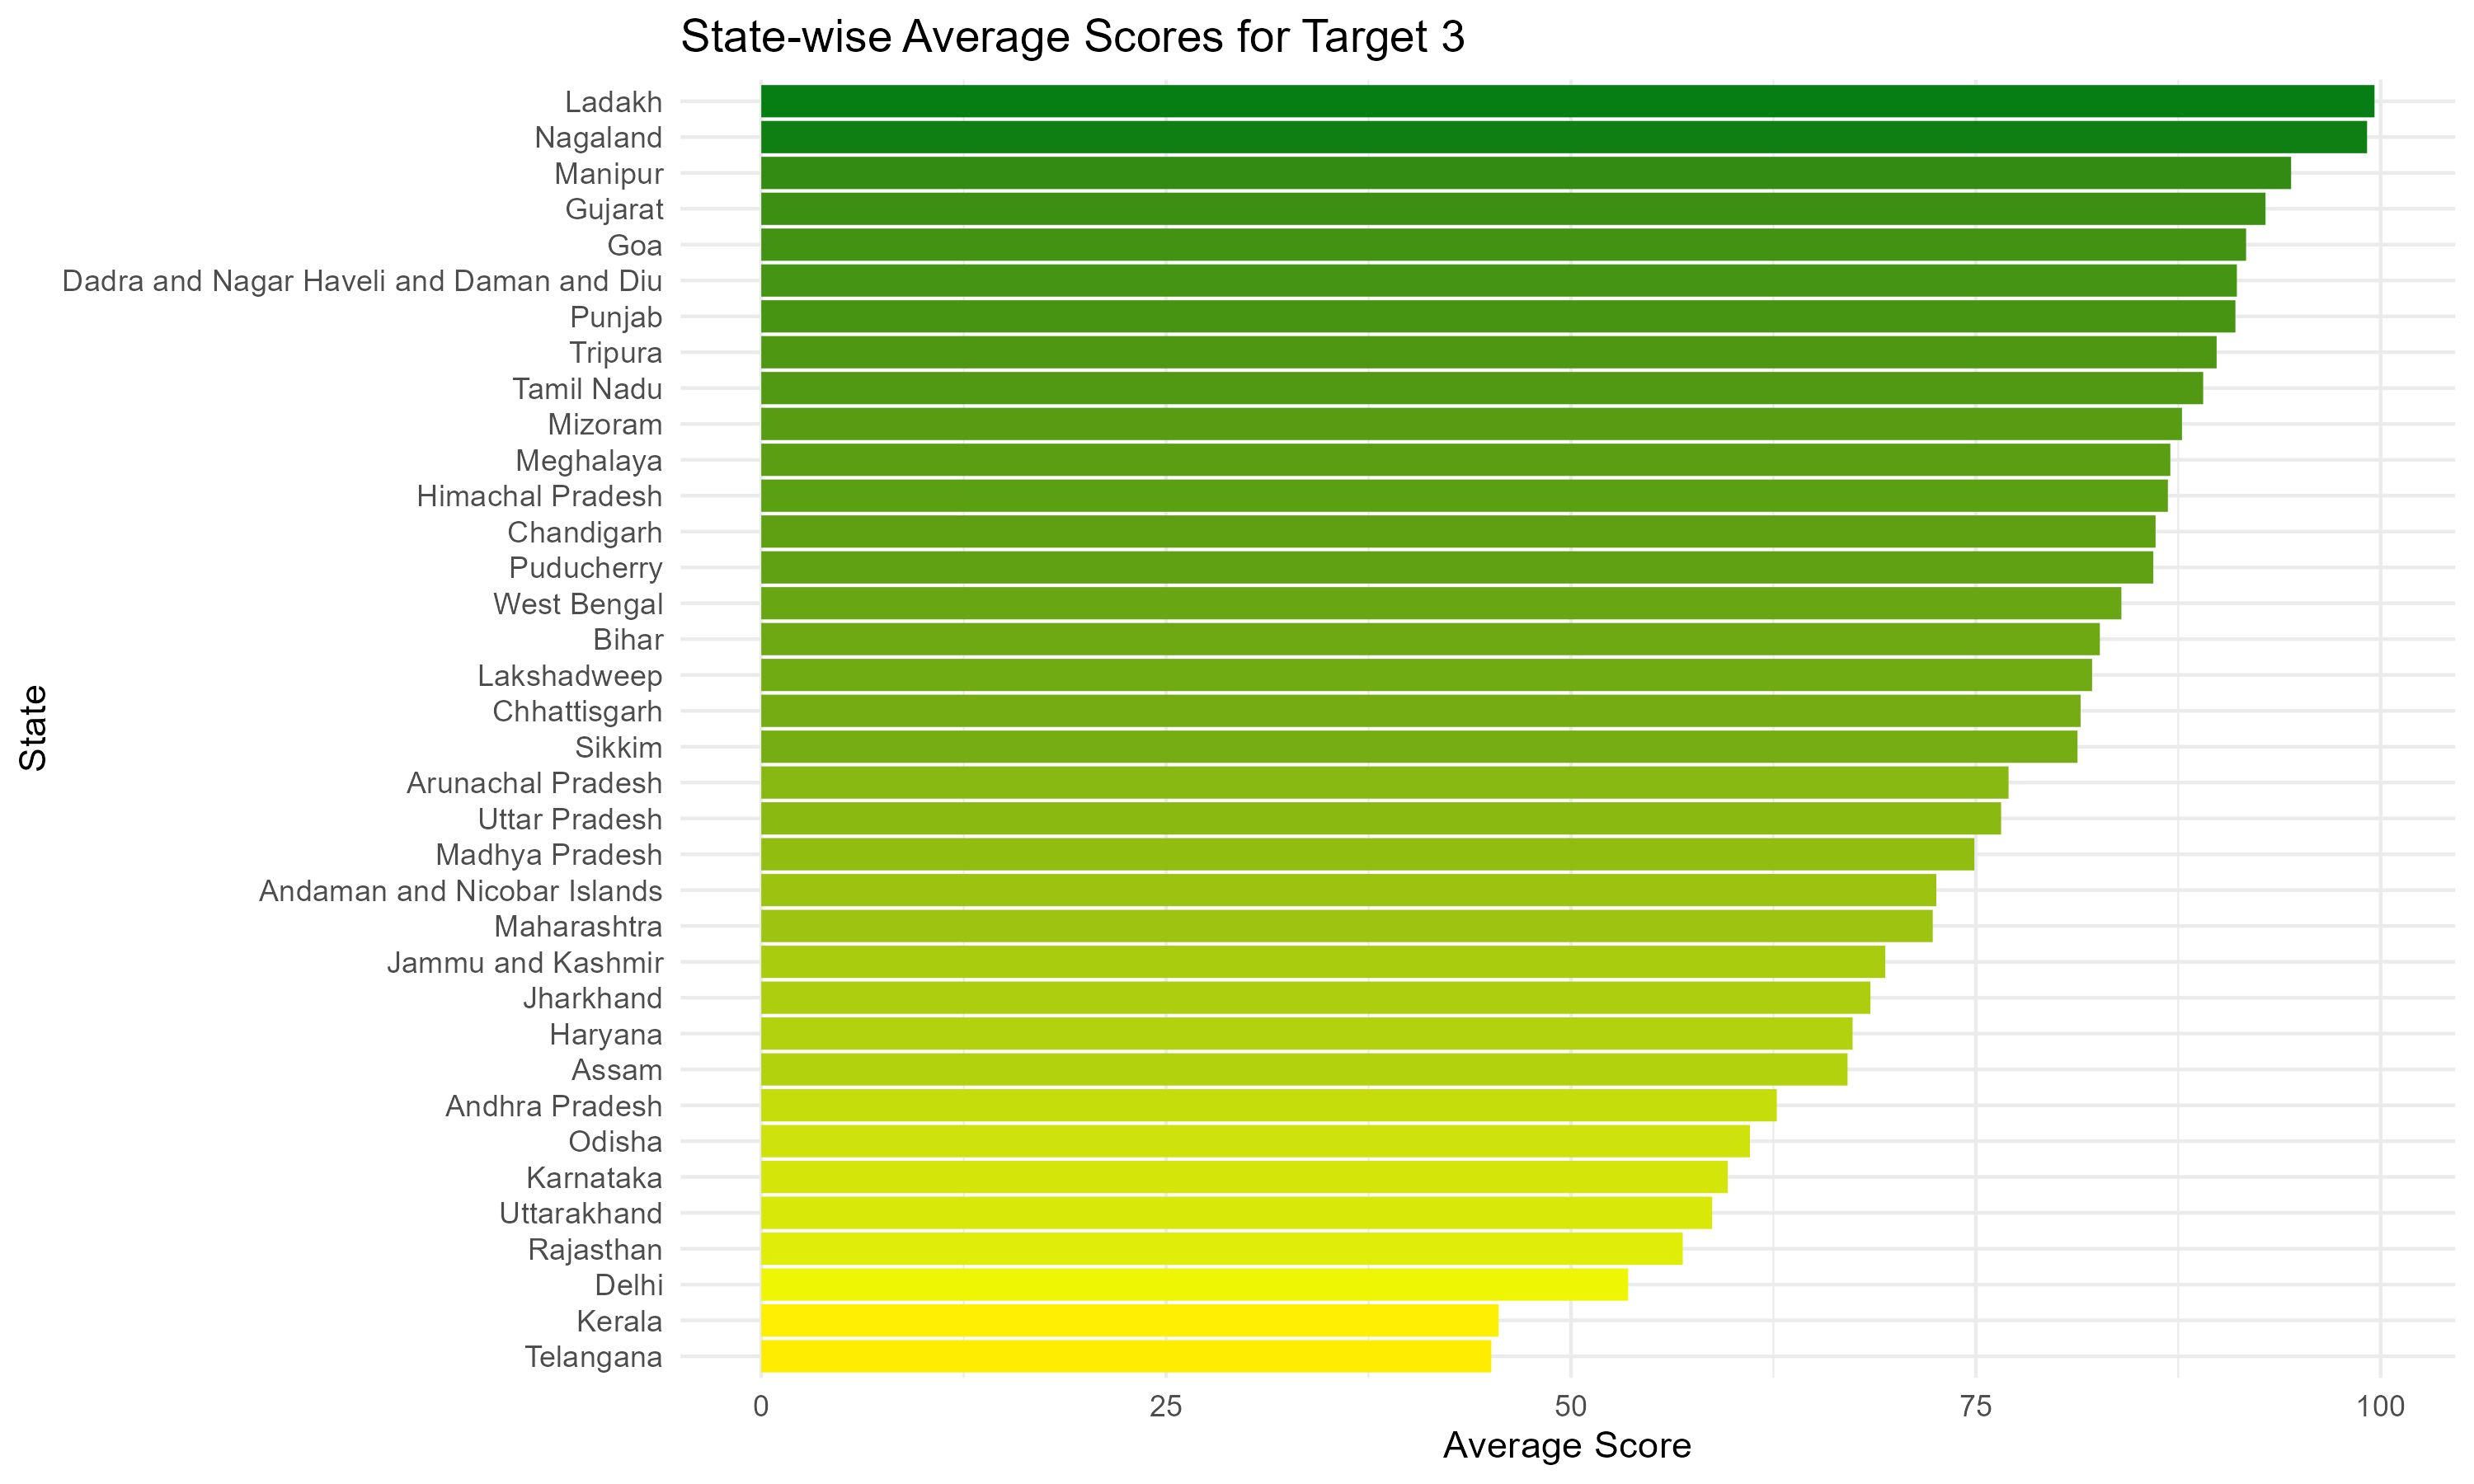 State-wise Average Scores for Target 3
Ladakh
Nagaland
Manipur
Gujarat
Goa
Dadra and Nagar Haveli and Daman and Diu
Punjab
Tripura
Tamil Nadu
Mizoram
Meghalaya
Himachal Pradesh
Chandigarh
Puducherry
West Bengal
Bihar
Lakshadweep
Chhattisgarh
Sikkim
Arunachal Pradesh
Uttar Pradesh
Madhya Pradesh
Andaman and Nicobar Islands
Maharashtra
Jammu and Kashmir
Jharkhand
Haryana
Assam
Andhra Pradesh
Odisha
Karnataka
Uttarakhand
Rajasthan
Delhi
Kerala
Telangana
State
0 25 50 75 100
Average Score